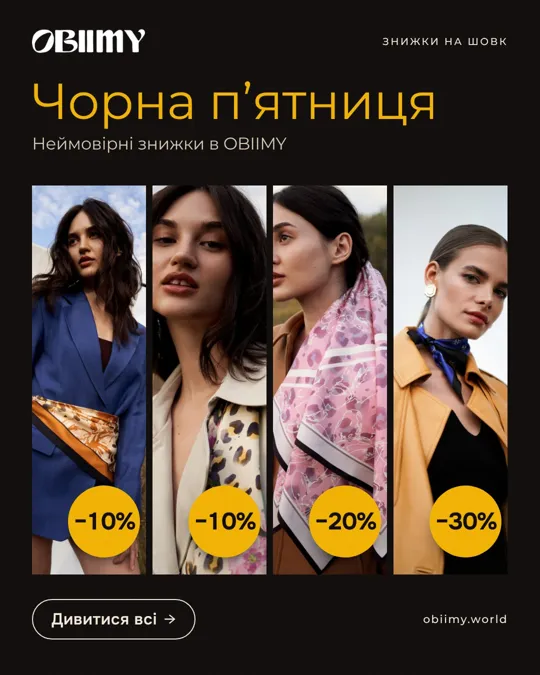 OBIIMY
ЗНИЖКИ НА ШОВК
Чорна п’ятниця
Неймовірні знижки в OBIIMY
-10%
-10%
-20%
-30%
Дивитися всі →
obiimy.world